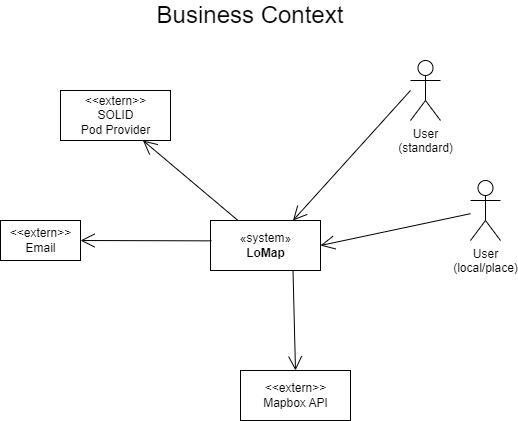 Business Context
<<extern>>
SOLID
Pod Provider
User
(standard)
<<extern>>
Email
«system»
LoMap
User
(local/place)
<<extern>>
Mapbox API